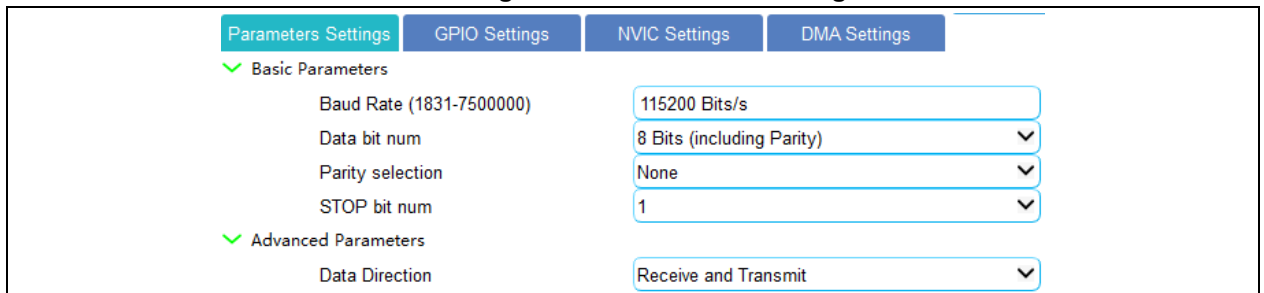 Parameters Settings GPIO Settings NVIC Settings DMA Settings
Basic Parameters
Baud Rate (1831-7500000) 115200 Bits/s
Data bit num 8 Bits (including Parity)
Parity selection None
STOP bit num 1
Advanced Parameters
Data Direction Receive and Transmit